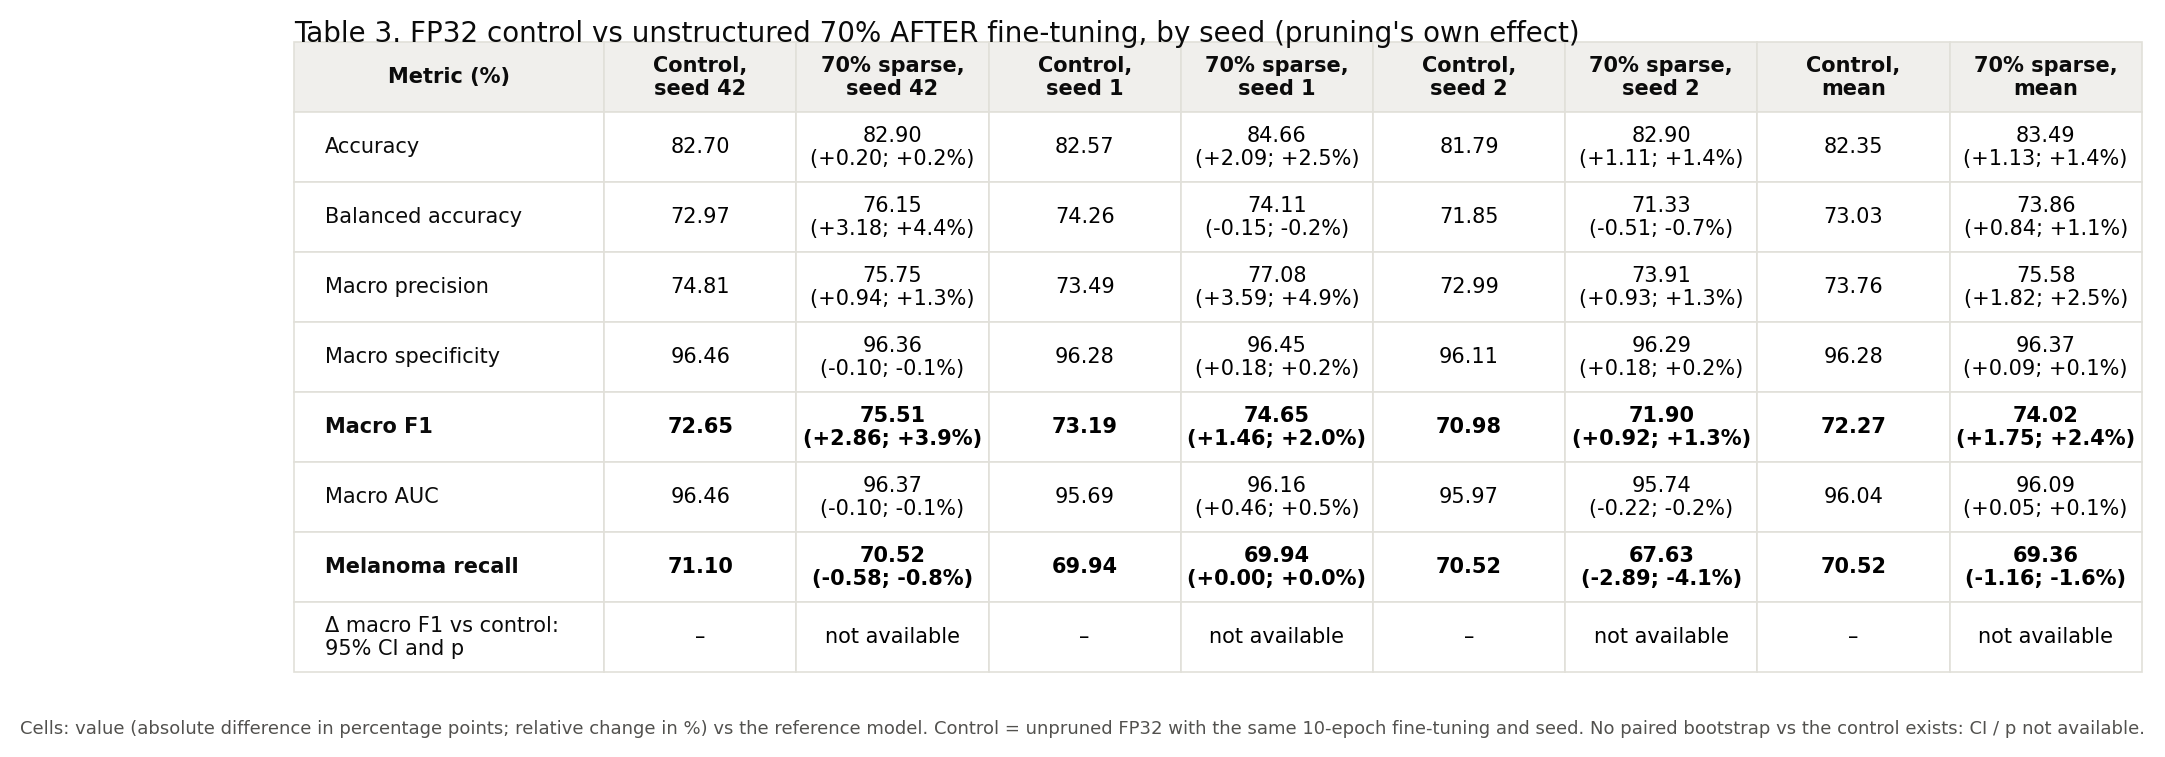 Table 3. FP32 control vs unstructured 70% AFTER fine-tuning, by seed (pruning's own effect)
Metric (%) Control, seed 42 70% sparse, seed 42 Control, seed 1 70% sparse, seed 1 Control, seed 2 70% sparse, seed 2 Control, mean 70% sparse, mean
Accuracy 82.70 82.90 (+0.20; +0.2%) 82.57 84.66 (+2.09; +2.5%) 81.79 82.90 (+1.11; +1.4%) 82.35 83.49 (+1.13; +1.4%)
Balanced accuracy 72.97 76.15 (+3.18; +4.4%) 74.26 74.11 (-0.15; -0.2%) 71.85 71.33 (-0.51; -0.7%) 73.03 73.86 (+0.84; +1.1%)
Macro precision 74.81 75.75 (+0.94; +1.3%) 73.49 77.08 (+3.59; +4.9%) 72.99 73.91 (+0.93; +1.3%) 73.76 75.58 (+1.82; +2.5%)
Macro specificity 96.46 96.36 (-0.10; -0.1%) 96.28 96.45 (+0.18; +0.2%) 96.11 96.29 (+0.18; +0.2%) 96.28 96.37 (+0.09; +0.1%)
Macro F1 72.65 75.51 (+2.86; +3.9%) 73.19 74.65 (+1.46; +2.0%) 70.98 71.90 (+0.92; +1.3%) 72.27 74.02 (+1.75; +2.4%)
Macro AUC 96.46 96.37 (-0.10; -0.1%) 95.69 96.16 (+0.46; +0.5%) 95.97 95.74 (-0.22; -0.2%) 96.04 96.09 (+0.05; +0.1%)
Melanoma recall 71.10 70.52 (-0.58; -0.8%) 69.94 69.94 (+0.00; +0.0%) 70.52 67.63 (-2.89; -4.1%) 70.52 69.36 (-1.16; -1.6%)
Δ macro F1 vs control: 95% CI and p – not available – not available – not available – not available
Cells: value (absolute difference in percentage points; relative change in %) vs the reference model. Control = unpruned FP32 with the same 10-epoch fine-tuning and seed. No paired bootstrap vs the control exists: CI / p not available.